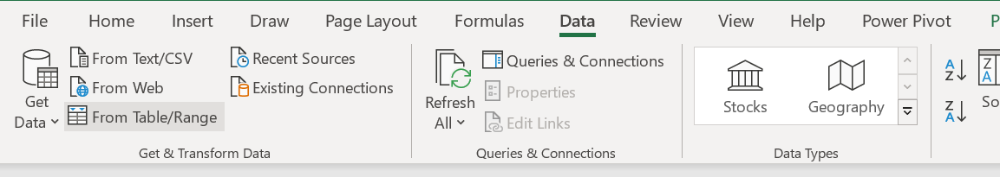 File Home Insert Draw Page Layout Formulas Data Review View Help Power Pivot P
Get Data
From Text/CSV
From Web
From Table/Range
Recent Sources
Existing Connections
Get & Transform Data
Refresh All
Queries & Connections
Properties
Edit Links
Queries & Connections
Stocks
Geography
Data Types
A Z
Z A
Z A
So